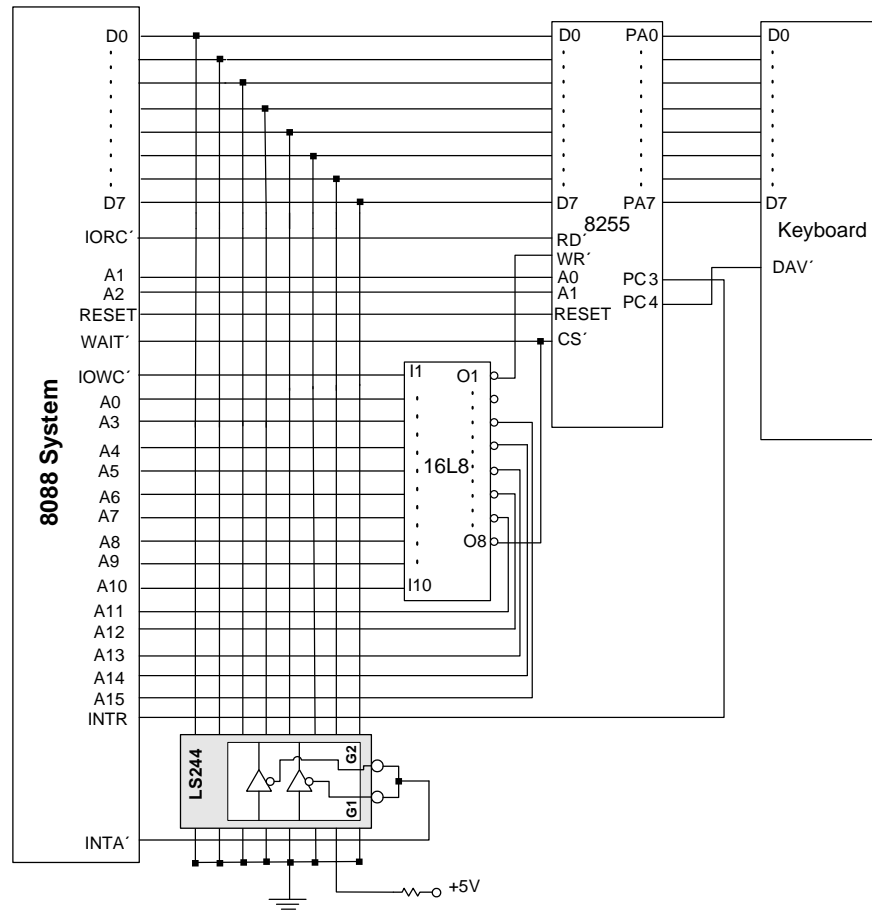 8088 System
D0
D7
IORC´
A1
A2
RESET
WAIT´
IOWC´
A0
A3
A4
A5
A6
A7
A8
A9
A10
A11
A12
A13
A14
A15
INTR
INTA´
D0
D7
RD´
WR´
A0
A1
RESET
CS´
8255
PA0
PA7
PC3
PC4
D0
D7
Keyboard
DAV´
I1
I10
16L8
O1
O8
LS244
G2
G1
+5V